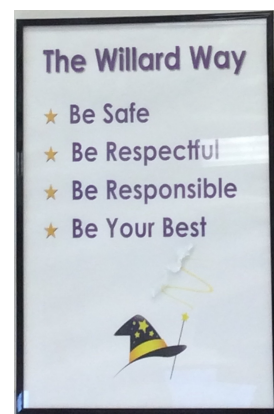 The Willard Way
Be Safe
Be Respectful
Be Responsible
Be Your Best